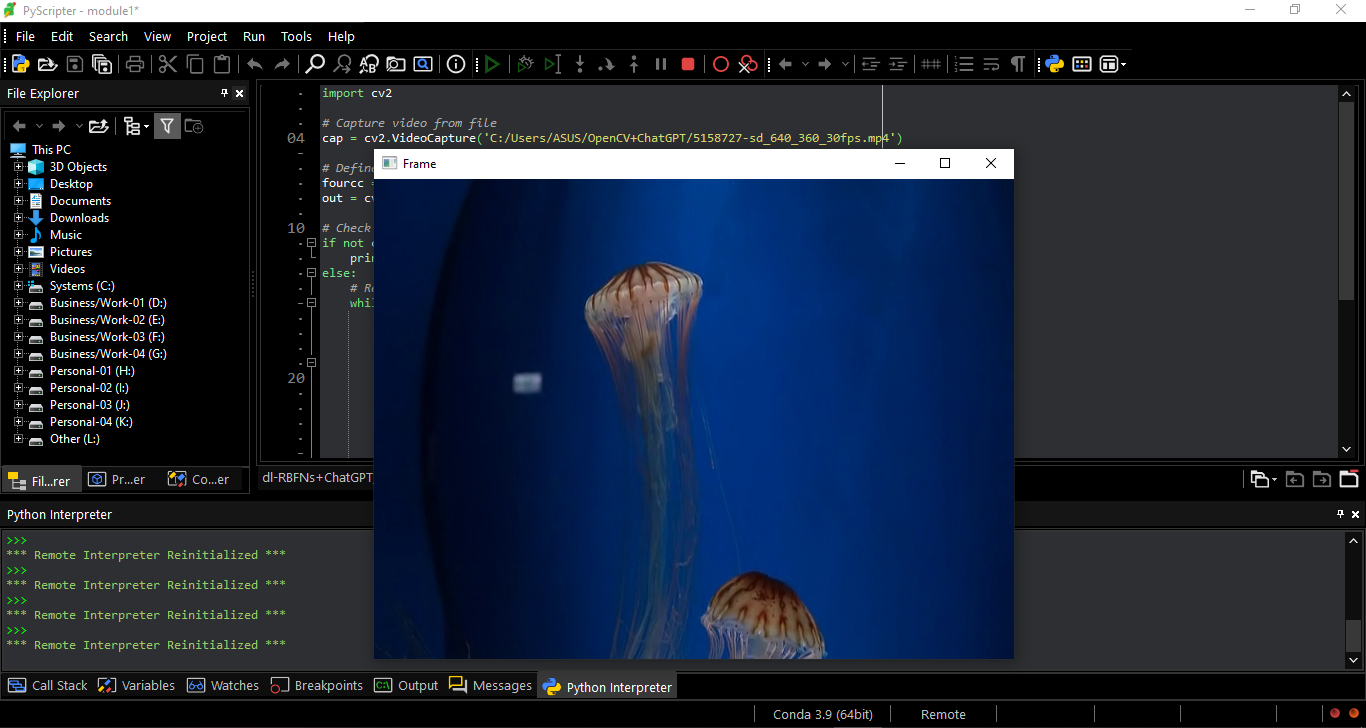 PyScripter - module1*
File Edit Search View Project Run Tools Help
File Explorer
This PC
3D Objects
Desktop
Documents
Downloads
Music
Pictures
Videos
Systems (C:)
Business/Work-01 (D:)
Business/Work-02 (E:)
Business/Work-03 (F:)
Business/Work-04 (G:)
Personal-01 (H:)
Personal-02 (I:)
Personal-03 (J:)
Personal-04 (K:)
Other (L:)
Fil...rer Pr...er Co...er
import cv2
# Capture video from file
04 cap = cv2.VideoCapture('C:/Users/ASUS/OpenCV+ChatGPT/5158727-sd_640_360_30fps.mp4')
# Defin
fourcc =
out = cv
10 # Check
if not c
prin
else:
# Re
whil
20
Frame
dl-RBFNs+ChatGPT
Python Interpreter
>>>
*** Remote Interpreter Reinitialized ***
>>>
*** Remote Interpreter Reinitialized ***
>>>
*** Remote Interpreter Reinitialized ***
>>>
*** Remote Interpreter Reinitialized ***
Call Stack Variables Watches Breakpoints Output Messages Python Interpreter
Conda 3.9 (64bit) Remote